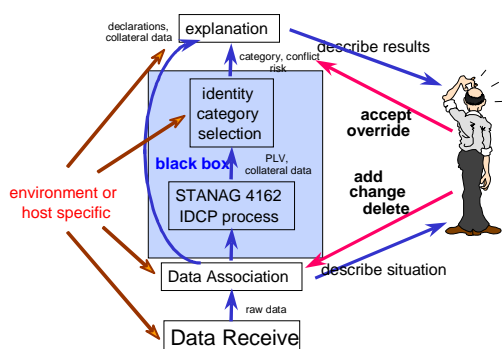 declarations,
collateral data
explanation
describe results
category, conflict
risk
identity
category
selection
accept
override
black box
PLV,
collateral data
environment or
host specific
STANAG 4162
IDCP process
add
change
delete
Data Association
describe situation
raw data
Data Receive